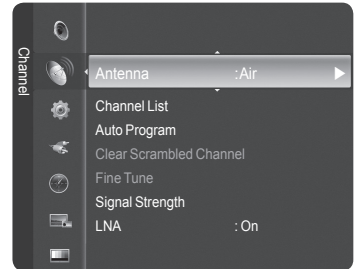 Channel
Antenna :Air
Channel List
Auto Program
Clear Scrambled Channel
Fine Tune
Signal Strength
LNA : On